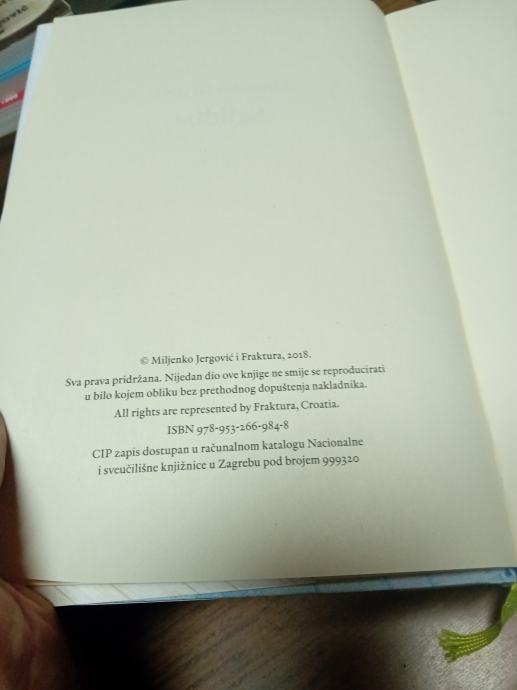 © Miljenko Jergović i Fraktura, 2018.
Sva prava pridržana. Nijedan dio ove knjige ne smije se reproducirati
u bilo kojem obliku bez prethodnog dopuštenja nakladnika.
All rights are represented by Fraktura, Croatia.
ISBN 978-953-266-984-8
CIP zapis dostupan u računalnom katalogu Nacionalne
i sveučilišne knjižnice u Zagrebu pod brojem 999320